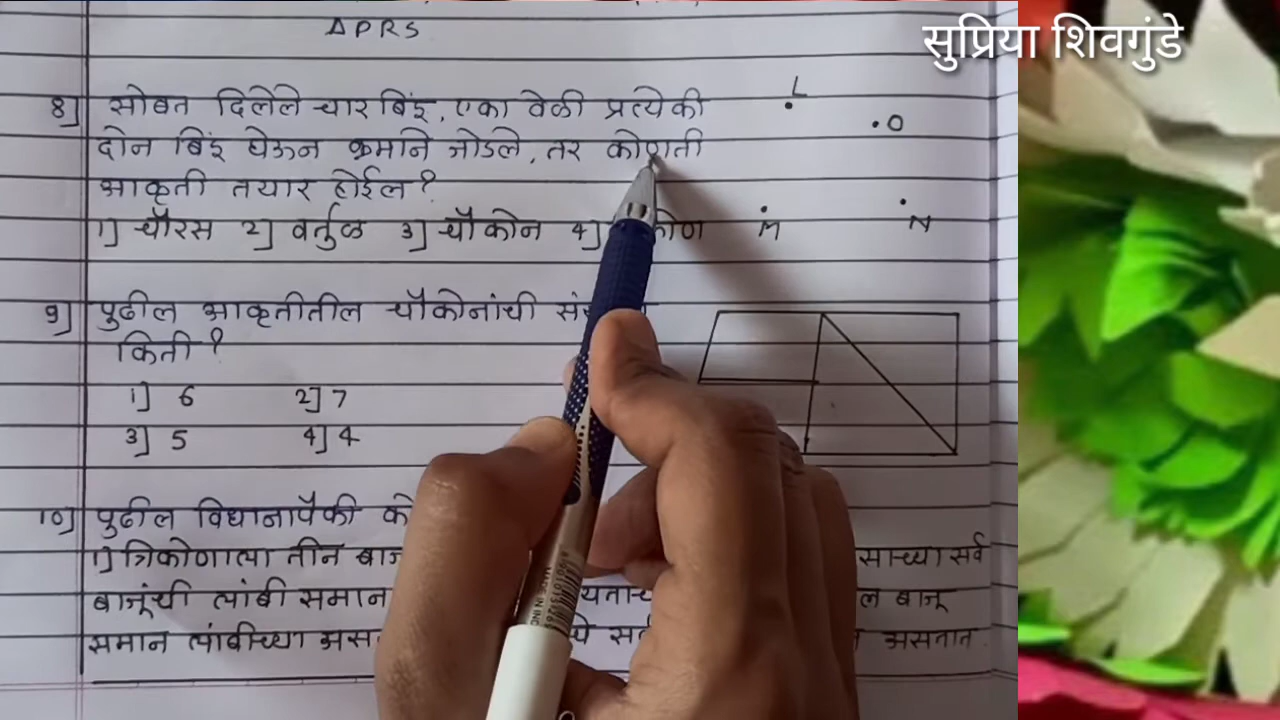 सुप्रिया शिवगुंडे
APRS
8] सोबत दिलेले चार बिंदू, एका वेळी प्रत्येकी
दोन बिंदू घेऊन क्रमाने जोडले, तर कोणती
आकृती तयार होईल?
1] चौरस 2] वर्तुळ 3] चौकोन 4]
L
O
M
N
9] पुढील आकृतीतील चौकोनांची
किती?
1] 6 2] 7
3] 5 4] 4
10] पुढील विधानापैकी
1] त्रिकोणाला तीन सर्व
बाजूंची लांबी समान बाजू
समान लांबीच्या असतात.